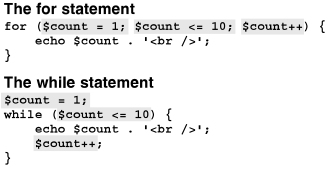 The for statement
for ($count = 1; $count <= 10; $count++) {
    echo $count . '<br />';
}
The while statement
$count = 1;
while ($count <= 10) {
    echo $count . '<br />';
    $count++;
}